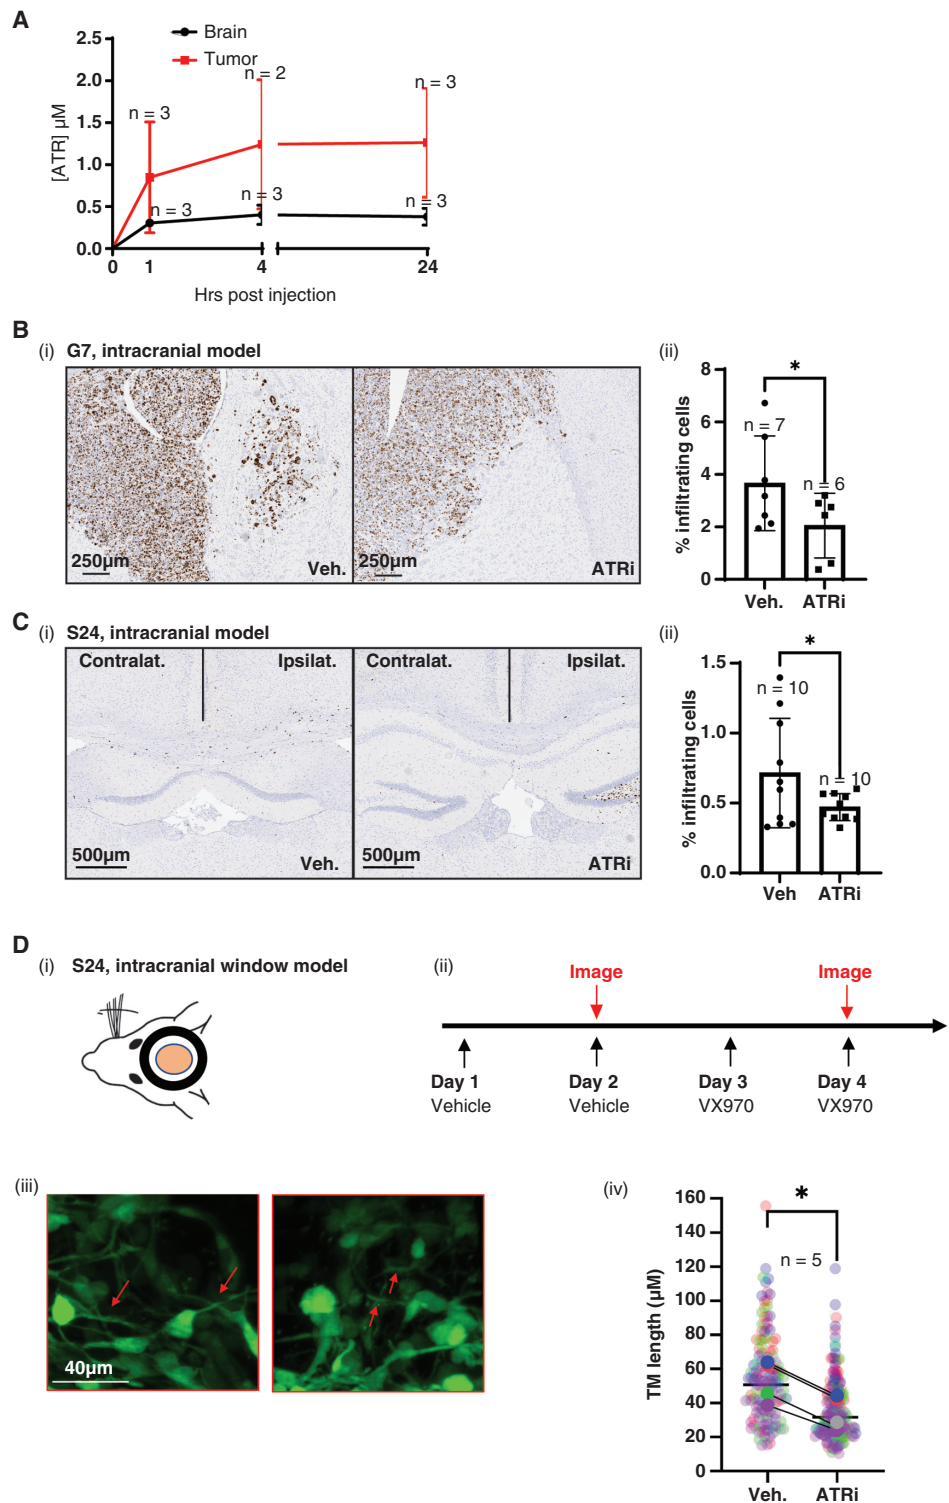 A
Brain
Tumor
2.5
2.0
1.5
1.0
0.5
0.0
[ATR] µM
n = 3
n = 2
n = 3
n = 3
n = 3
n = 3
0
1
4
24
Hrs post injection
B
(i) G7, intracranial model
250µm
Veh.
250µm
ATRi
(ii)
8
6
4
2
0
% infiltrating cells
*
n = 7
n = 6
Veh.
ATRi
C
(i) S24, intracranial model
Contralat.
Ipsilat.
Contralat.
Ipsilat.
500µm
Veh.
500µm
ATRi
(ii)
1.5
1.0
0.5
0.0
% infiltrating cells
*
n = 10
n = 10
Veh
ATRi
D
(i) S24, intracranial window model
(ii)
Image
Image
Day 1
Day 2
Day 3
Day 4
Vehicle
Vehicle
VX970
VX970
(iii)
40µm
(iv)
160
140
120
100
80
60
40
20
0
TM length (µM)
*
n = 5
Veh.
ATRi